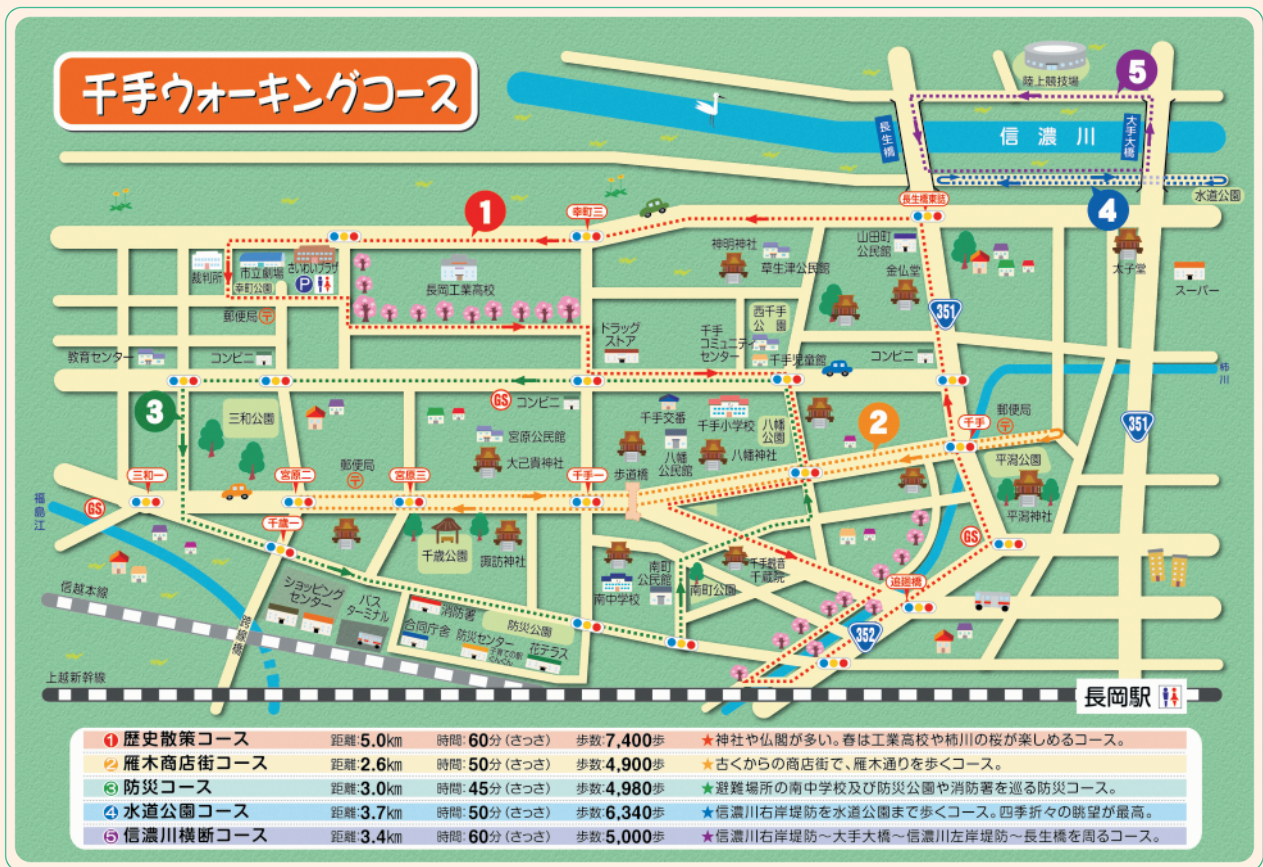 千手ウォーキングコース
陸上競技場
5
長生橋
信濃川
大手大橋
水道公園
4
長生橋東詰
1
幸町三
裁判所
市立劇場
幸町公園
さいわいプラザ
P
長岡工業高校
神明神社
草生津公民館
山田町
公民館
金仏堂
太子堂
スーパー
351
郵便局
教育センター
コンビニ
ドラッグ
ストア
西千手
公園
千手
コミュニティ
センター
千手児童館
コンビニ
柿川
3
三和公園
GS
コンビニ
宮原公民館
大己貴神社
千手交番
千手小学校
八幡
公園
八幡
公民館
八幡神社
歩道橋
2
千手
郵便局
平潟公園
平潟神社
351
三和一
宮原二
郵便局
宮原三
千手一
福島江
GS
千歳一
千歳公園
諏訪神社
南町
公民館
南中学校
南町公園
千手観音
千蔵院
GS
追廻橋
352
信越本線
跨線橋
ショッピング
センター
バス
ターミナル
消防署
合同庁舎
防災センター
防災公園
子育ての駅
ぐんぐん
花テラス
上越新幹線
長岡駅
1 歴史散策コース 距離:5.0km 時間:60分(さっさ) 歩数:7,400歩 ★神社や仏閣が多い。春は工業高校や柿川の桜が楽しめるコース。
2 雁木商店街コース 距離:2.6km 時間:50分(さっさ) 歩数:4,900歩 ★古くからの商店街で、雁木通りを歩くコース。
3 防災コース 距離:3.0km 時間:45分(さっさ) 歩数:4,980歩 ★避難場所の南中学校及び防災公園や消防署を巡る防災コース。
4 水道公園コース 距離:3.7km 時間:50分(さっさ) 歩数:6,340歩 ★信濃川右岸堤防を水道公園まで歩くコース。四季折々の眺望が最高。
5 信濃川横断コース 距離:3.4km 時間:60分(さっさ) 歩数:5,000歩 ★信濃川右岸堤防〜大手大橋〜信濃川左岸堤防〜長生橋を周るコース。